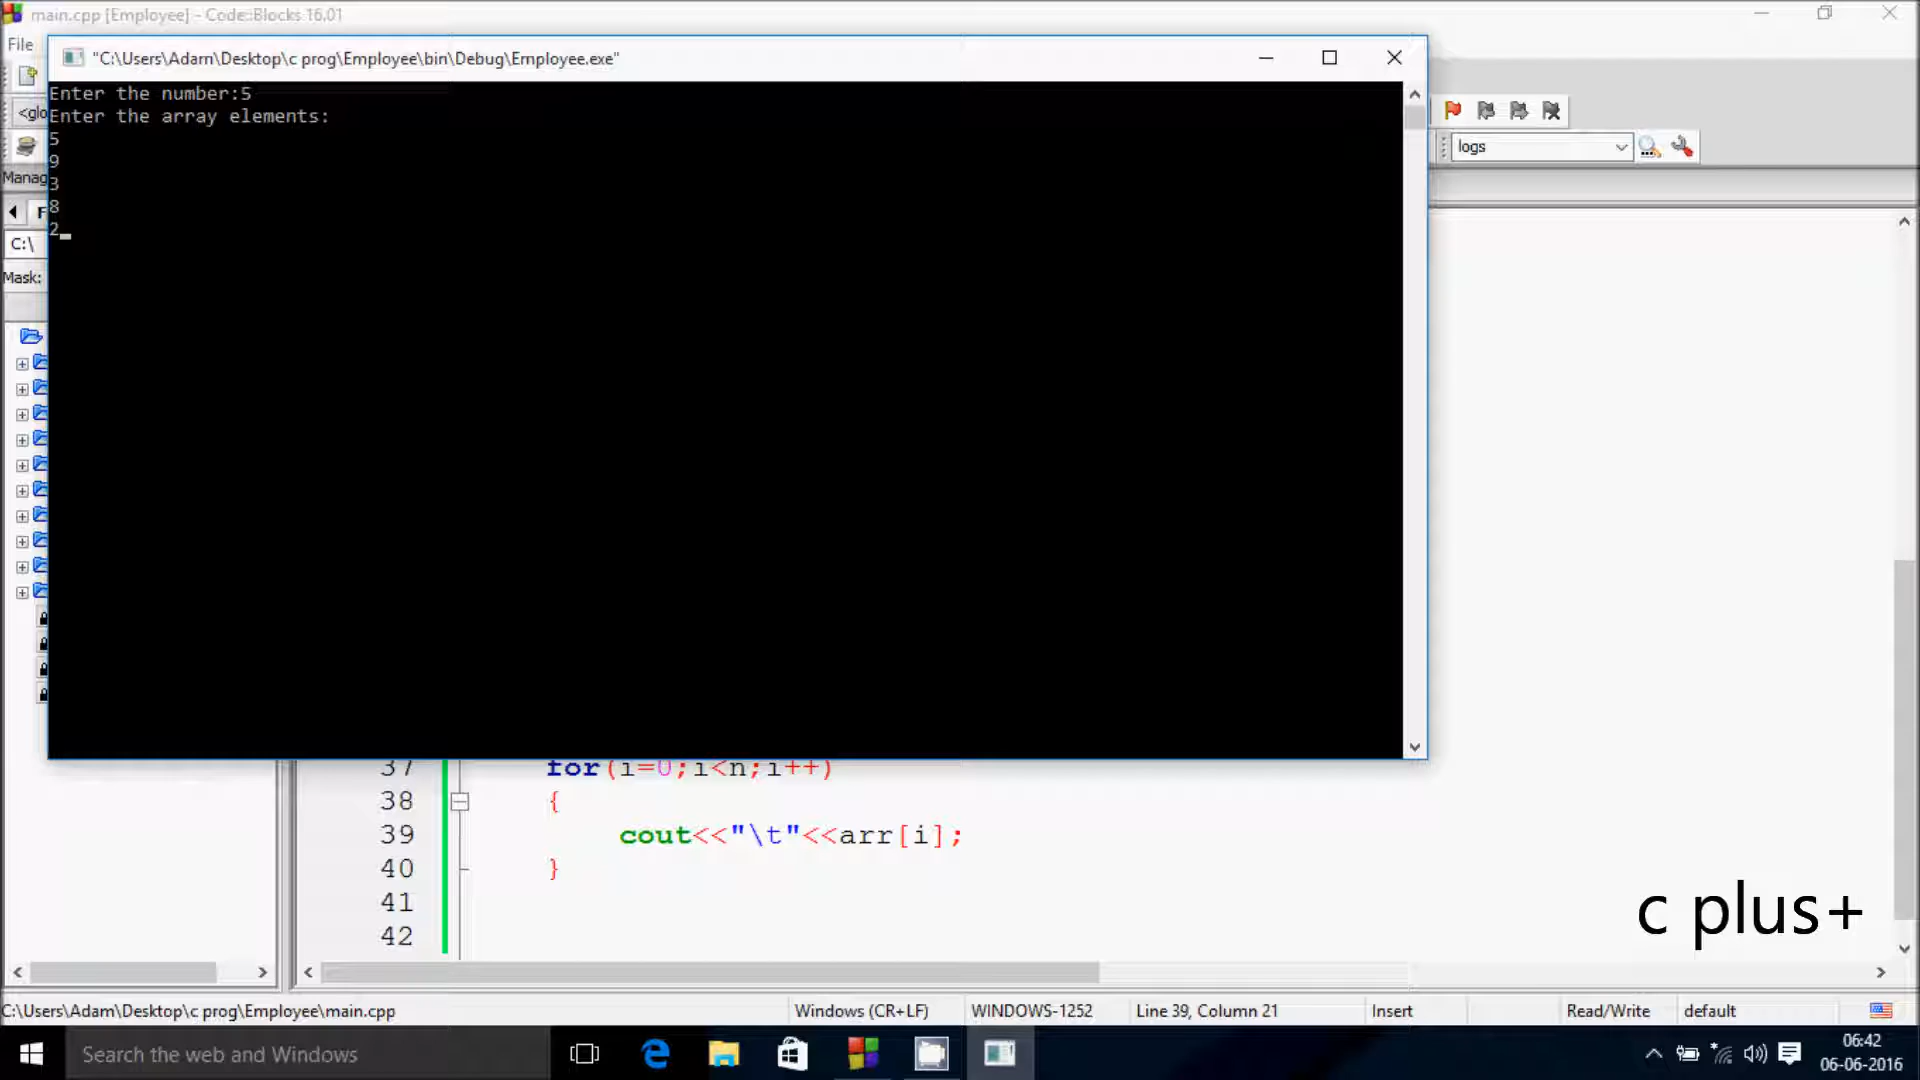 main.cpp [Employee] - Code::Blocks 16.01
File
"C:\Users\Adam\Desktop\c prog\Employee\bin\Debug\Employee.exe"
Enter the number:5
<glo
Enter the array elements:
5
9
3
8
2
logs
Manag
F
C:\
Mask:
37 for(i=0;i<n;i++)
38 {
39 cout<<"\t"<<arr[i];
40 }
41
42
c plus+
C:\Users\Adam\Desktop\c prog\Employee\main.cpp Windows (CR+LF) WINDOWS-1252 Line 39, Column 21 Insert Read/Write default
Search the web and Windows
06:42
06-06-2016